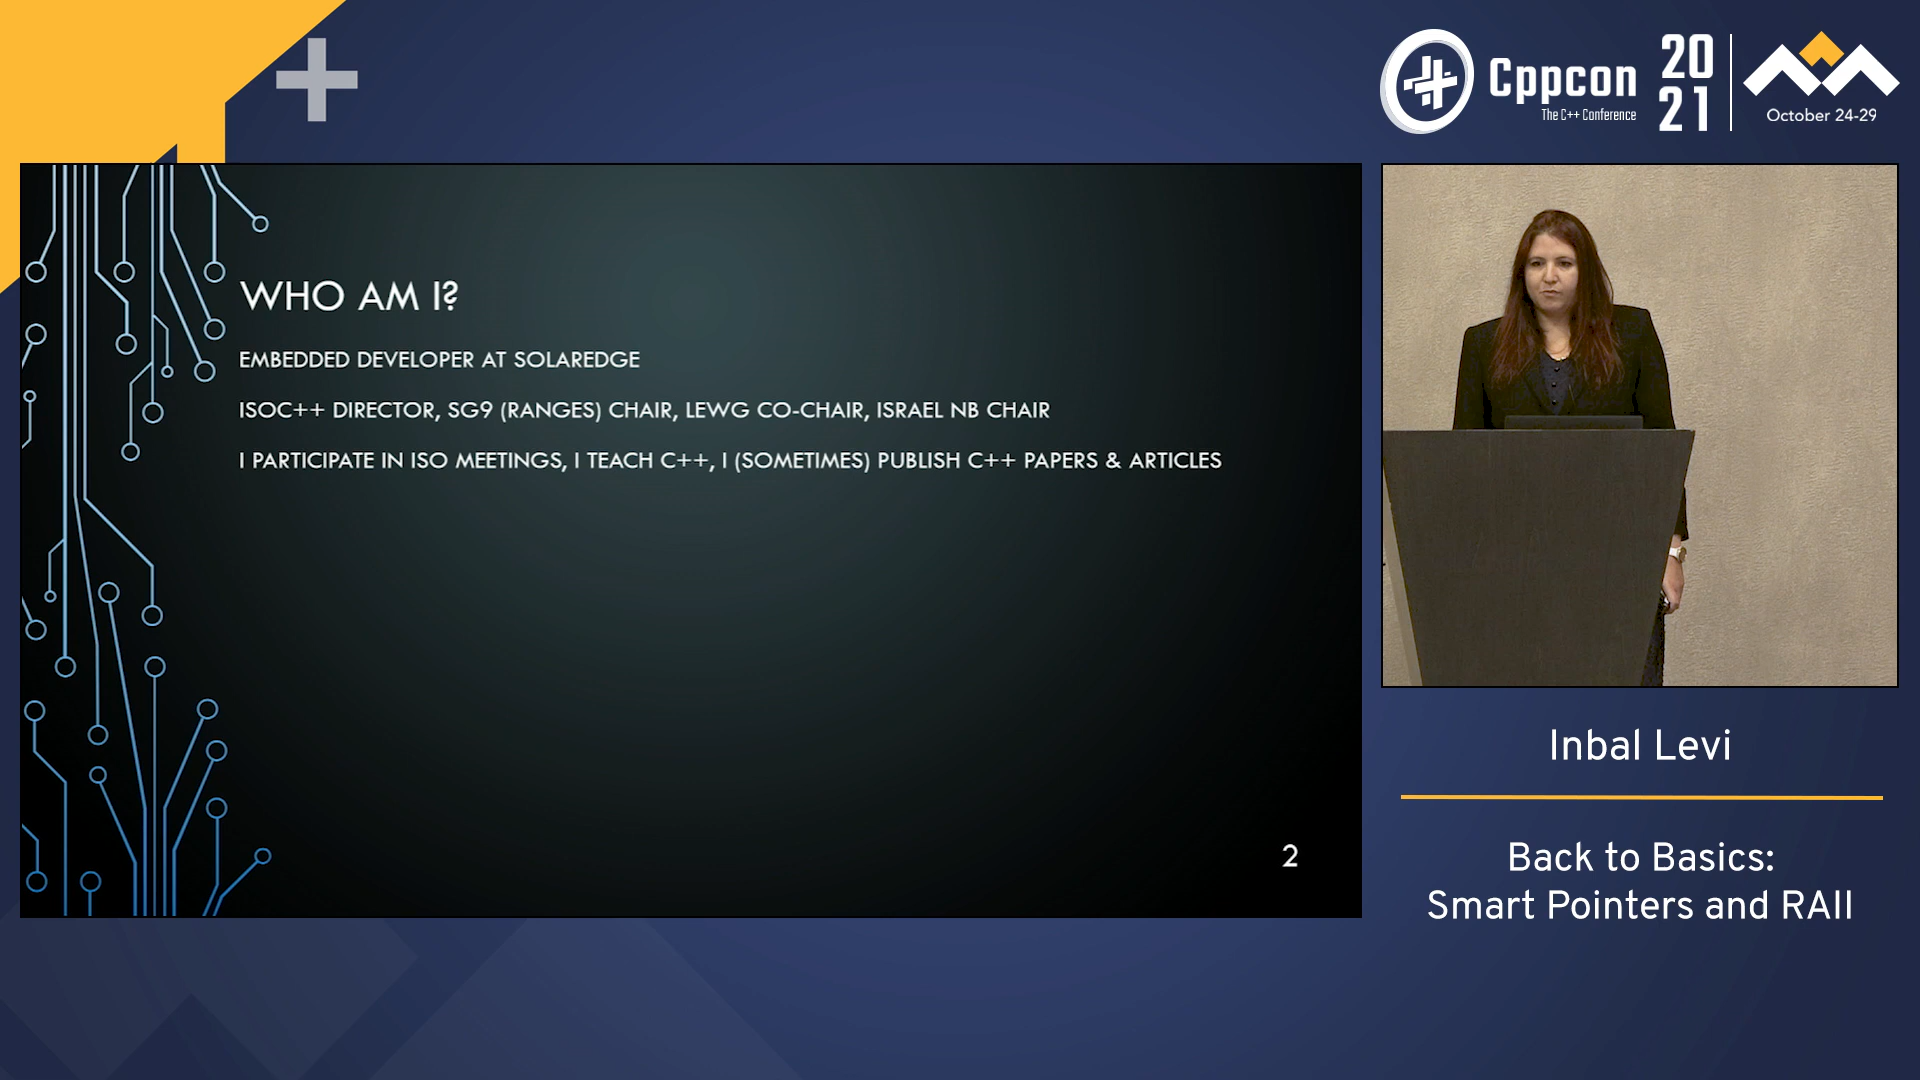 Cppcon
The C++ Conference
20
21
October 24-29
WHO AM I?
EMBEDDED DEVELOPER AT SOLAREDGE
ISOC++ DIRECTOR, SG9 (RANGES) CHAIR, LEWG CO-CHAIR, ISRAEL NB CHAIR
I PARTICIPATE IN ISO MEETINGS, I TEACH C++, I (SOMETIMES) PUBLISH C++ PAPERS & ARTICLES
2
Inbal Levi
Back to Basics:
Smart Pointers and RAII